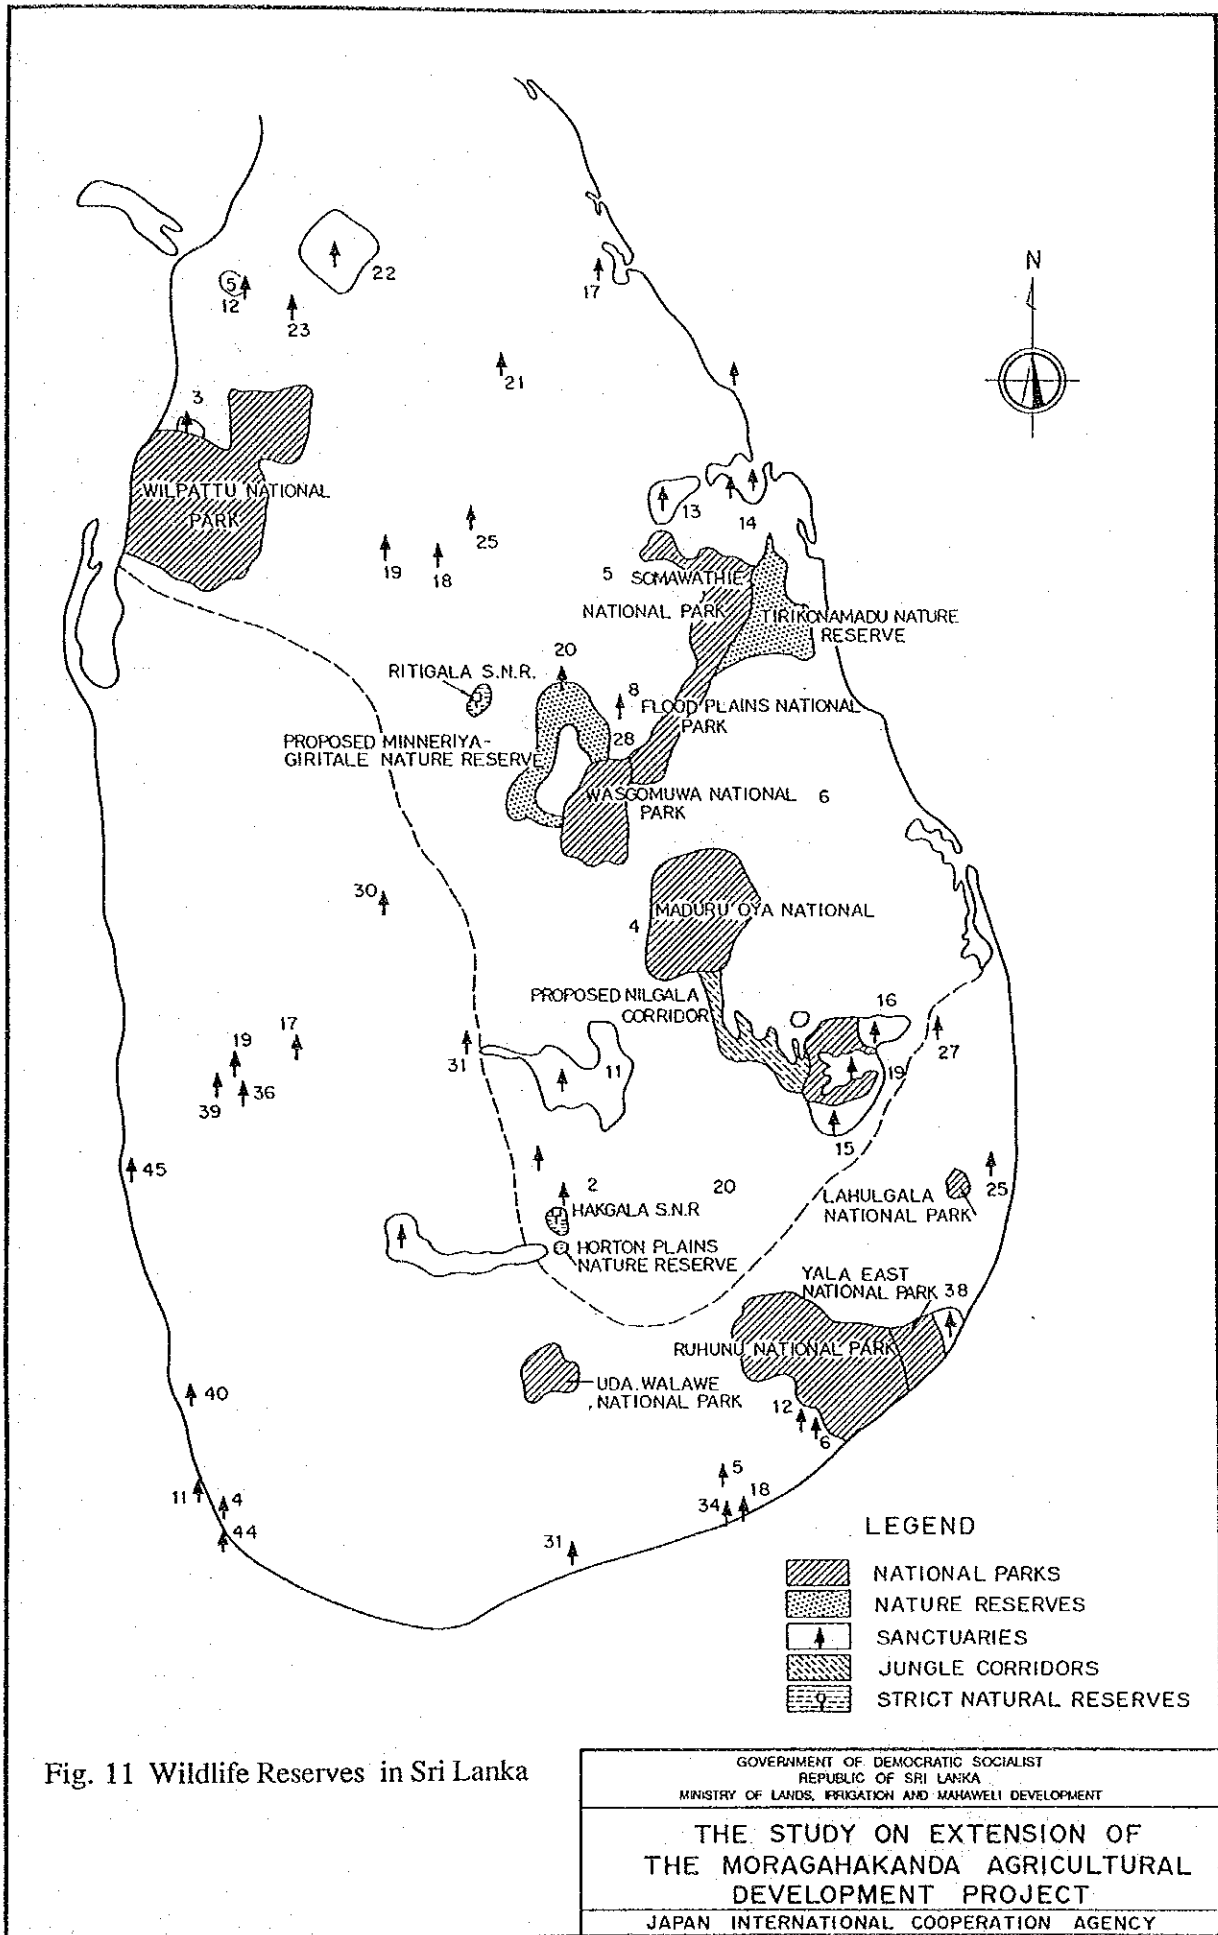 N
22
5
12
23
17
21
3
WILPATTU NATIONAL
PARK
13
14
25
19
18
5 SOMAWATHIE
NATIONAL PARK
TIRIKONAMADU NATURE
RESERVE
20
RITIGALA S.N.R.
8
FLOOD PLAINS NATIONAL
PARK
28
PROPOSED MINNERIYA-
GIRITALE NATURE RESERVE
WASGOMUWA NATIONAL 6
PARK
30
MADURU OYA NATIONAL
4
PROPOSED NILGALA
CORRIDOR
16
17
19
31
11
27
19
39
36
15
45
2
20
25
LAHULGALA
NATIONAL PARK
HAKGALA S.N.R
HORTON PLAINS
NATURE RESERVE
YALA EAST
NATIONAL PARK 38
RUHUNU NATIONAL PARK
UDA.WALAWE
NATIONAL PARK
40
12
6
5
11
4
34
18
44
31
LEGEND
NATIONAL PARKS
NATURE RESERVES
SANCTUARIES
JUNGLE CORRIDORS
STRICT NATURAL RESERVES
Fig. 11 Wildlife Reserves in Sri Lanka
GOVERNMENT OF DEMOCRATIC SOCIALIST
REPUBLIC OF SRI LANKA
MINISTRY OF LANDS, IRRIGATION AND MAHAWELI DEVELOPMENT
THE STUDY ON EXTENSION OF
THE MORAGAHAKANDA AGRICULTURAL
DEVELOPMENT PROJECT
JAPAN INTERNATIONAL COOPERATION AGENCY